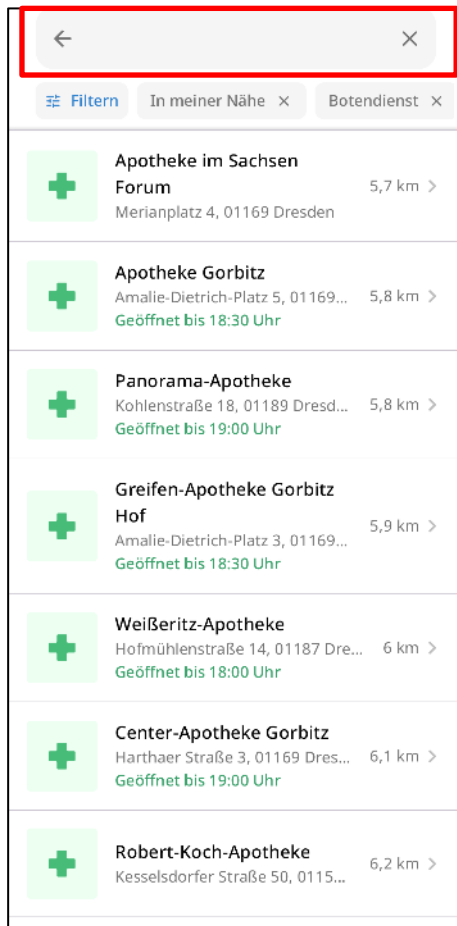 Filtern In meiner Nähe × Botendienst ×
Apotheke im Sachsen
Forum
5,7 km
Merianplatz 4, 01169 Dresden
Apotheke Gorbitz
Amalie-Dietrich-Platz 5, 01169... 5,8 km
Geöffnet bis 18:30 Uhr
Panorama-Apotheke
Kohlenstraße 18, 01189 Dresd... 5,8 km
Geöffnet bis 19:00 Uhr
Greifen-Apotheke Gorbitz
Hof
5,9 km
Amalie-Dietrich-Platz 3, 01169...
Geöffnet bis 18:30 Uhr
Weißeritz-Apotheke
Hofmühlenstraße 14, 01187 Dre... 6 km
Geöffnet bis 18:00 Uhr
Center-Apotheke Gorbitz
Harthaer Straße 3, 01169 Dres... 6,1 km
Geöffnet bis 19:00 Uhr
Robert-Koch-Apotheke
6,2 km
Kesselsdorfer Straße 50, 0115...